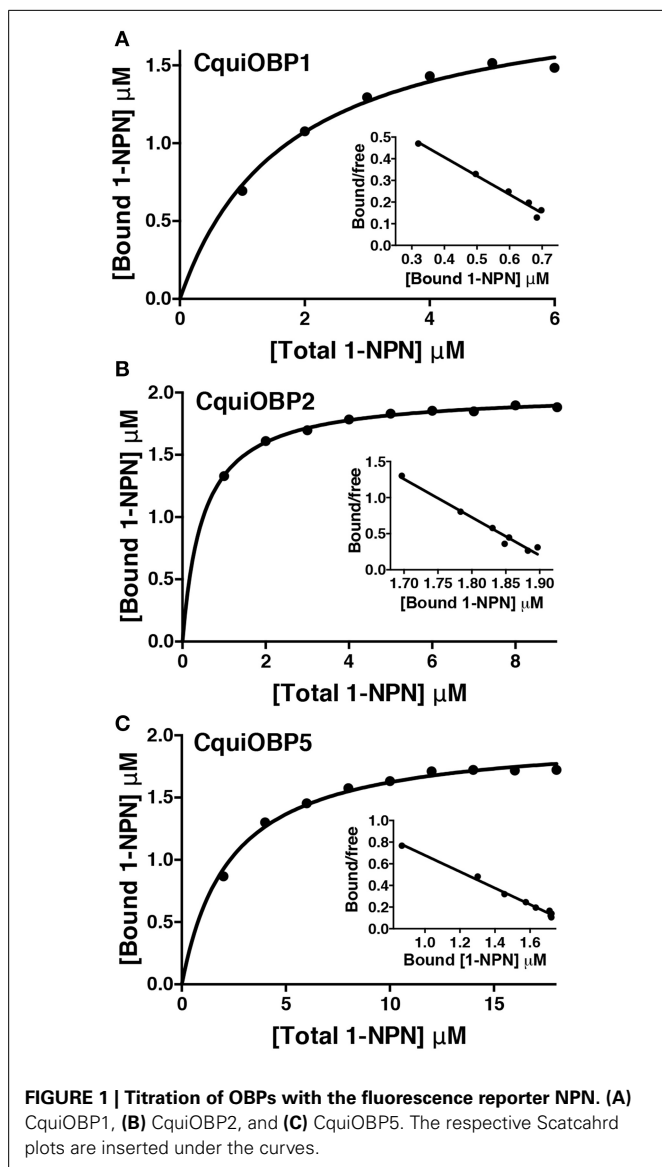 A
CquiOBP1
[Bound 1-NPN] μM
1.5
1.0
0.5
0.0
0 2 4 6
[Total 1-NPN] μM
Bound/free
0.5
0.4
0.3
0.2
0.1
0.0
0.3 0.4 0.5 0.6 0.7
[Bound 1-NPN] μM
B
CquiOBP2
[Bound 1-NPN] μM
2.0
1.5
1.0
0.5
0.0
0 2 4 6 8
[Total 1-NPN] μM
Bound/free
1.5
1.0
0.5
0.0
1.70 1.75 1.80 1.85 1.90
[Bound 1-NPN] μM
C
CquiOBP5
[Bound 1-NPN] μM
2.0
1.5
1.0
0.5
0.0
0 5 10 15
[Total 1-NPN] μM
Bound/free
1.0
0.8
0.6
0.4
0.2
0.0
1.0 1.2 1.4 1.6
Bound [1-NPN] μM
FIGURE 1 | Titration of OBPs with the fluorescence reporter NPN. (A)
CquiOBP1, (B) CquiOBP2, and (C) CquiOBP5. The respective Scatcahrd
plots are inserted under the curves.